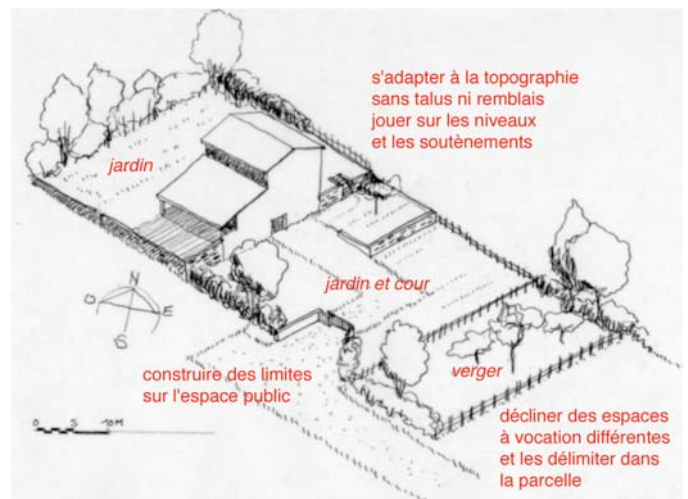 s'adapter à la topographie
sans talus ni remblais
jouer sur les niveaux
et les soutènements
jardin
jardin et cour
N
O
E
S
construire des limites
sur l'espace public
verger
0 5 10M
décliner des espaces
à vocation différentes
et les délimiter dans
la parcelle